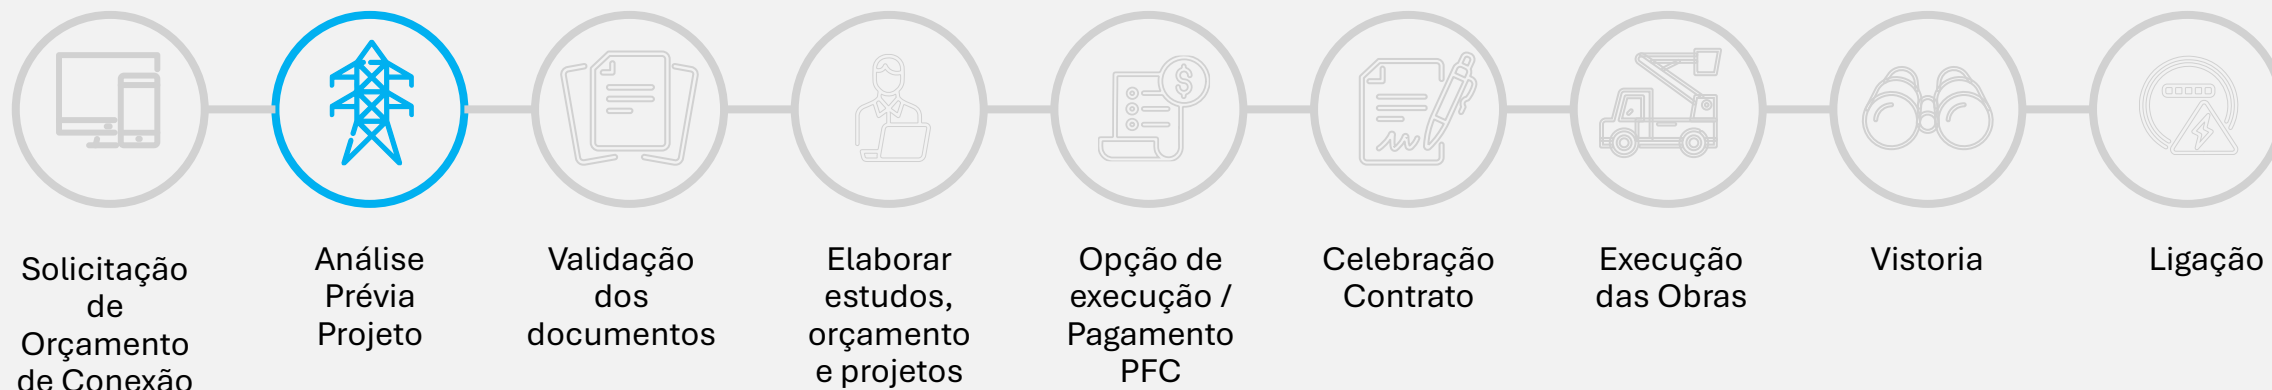 Solicitação
de
Orçamento
de Conexão
Análise
Prévia
Projeto
Validação
dos
documentos
Elaborar
estudos,
orçamento
e projetos
Opção de
execução /
Pagamento
PFC
Celebração
Contrato
Execução
das Obras
Vistoria
Ligação